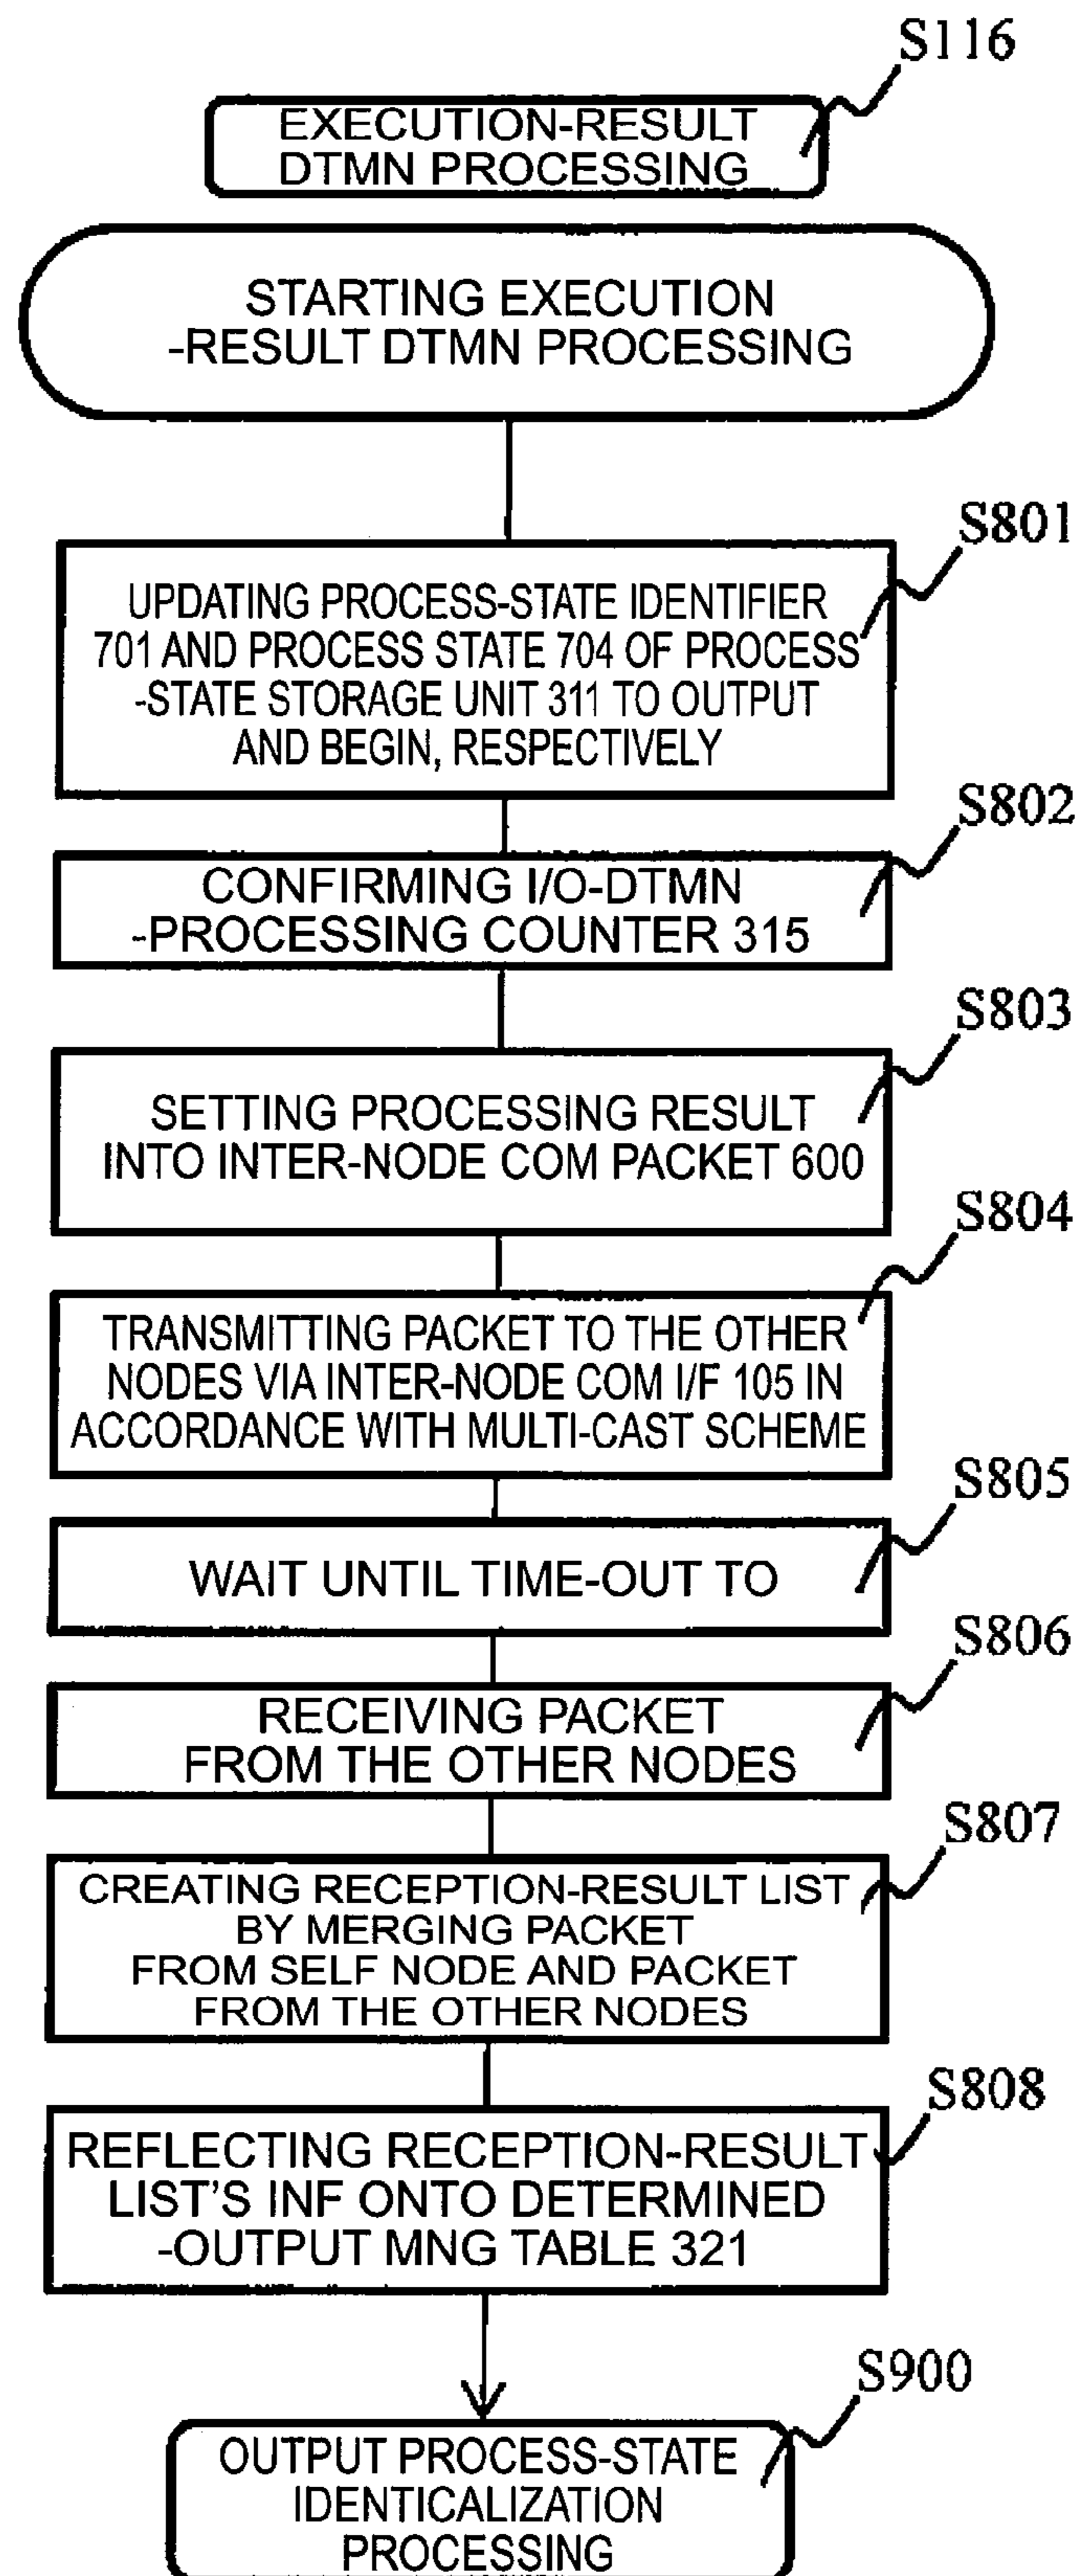 S116
EXECUTION-RESULT
DTMN PROCESSING
STARTING EXECUTION
-RESULT DTMN PROCESSING
S801
UPDATING PROCESS-STATE IDENTIFIER
701 AND PROCESS STATE 704 OF PROCESS
-STATE STORAGE UNIT 311 TO OUTPUT
AND BEGIN, RESPECTIVELY
S802
CONFIRMING I/O-DTMN
-PROCESSING COUNTER 315
S803
SETTING PROCESSING RESULT
INTO INTER-NODE COM PACKET 600
S804
TRANSMITTING PACKET TO THE OTHER
NODES VIA INTER-NODE COM I/F 105 IN
ACCORDANCE WITH MULTI-CAST SCHEME
S805
WAIT UNTIL TIME-OUT TO
S806
RECEIVING PACKET
FROM THE OTHER NODES
S807
CREATING RECEPTION-RESULT LIST
BY MERGING PACKET
FROM SELF NODE AND PACKET
FROM THE OTHER NODES
S808
REFLECTING RECEPTION-RESULT
LIST'S INF ONTO DETERMINED
-OUTPUT MNG TABLE 321
S900
OUTPUT PROCESS-STATE
IDENTICALIZATION
PROCESSING